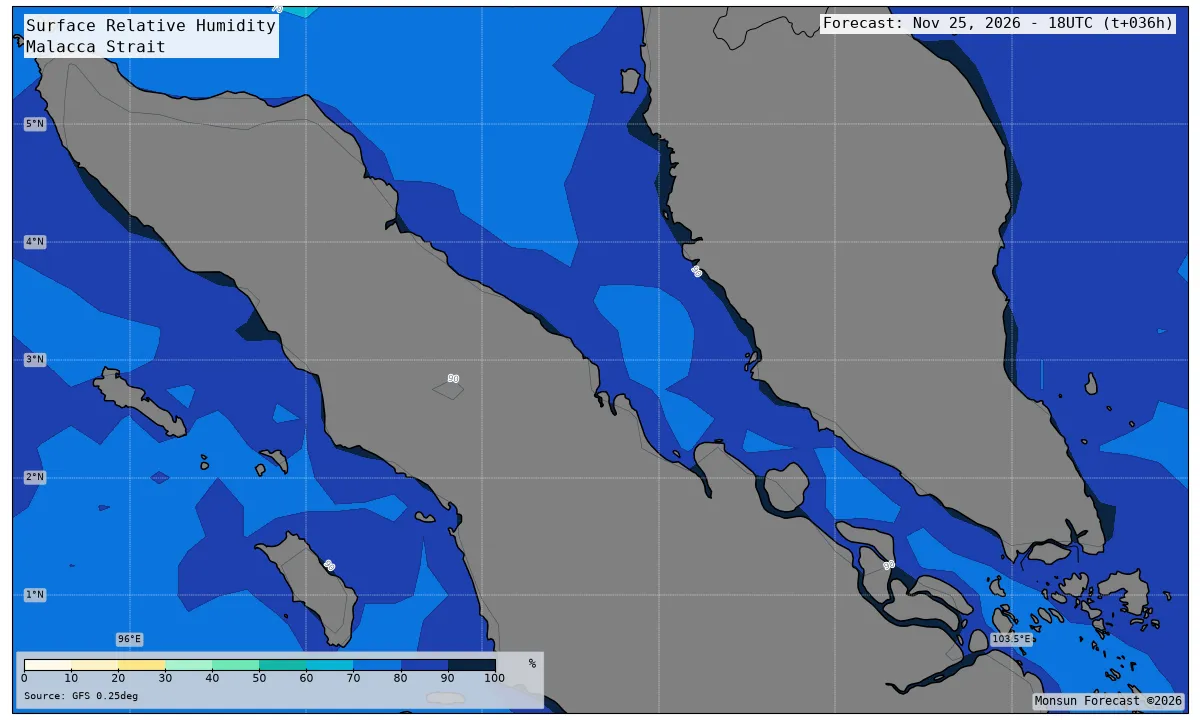 70
Surface Relative Humidity
Malacca Strait
Forecast: Nov 25, 2026 - 18UTC (t+036h)
5°N
4°N
90
3°N
90
2°N
90
90
1°N
96°E
103.5°E
%
0 10 20 30 40 50 60 70 80 90 100
Source: GFS 0.25deg
Monsun Forecast ©2026